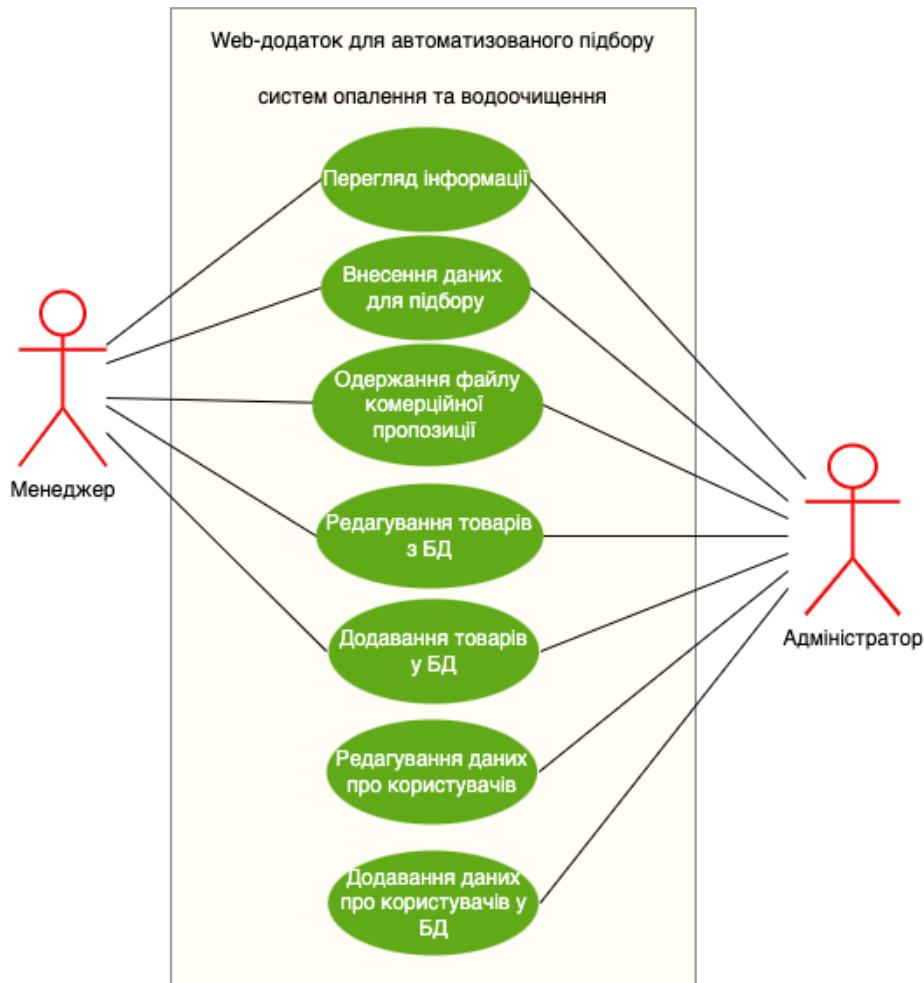 Web-додаток для автоматизованого підбору
систем опалення та водоочищення
Перегляд інформації
Внесення даних
для підбору
Одержання файлу
комерційної
пропозиції
Менеджер
Редагування товарів
з БД
Додавання товарів
у БД
Адміністратор
Редагування даних
про користувачів
Додавання даних
про користувачів у
БД